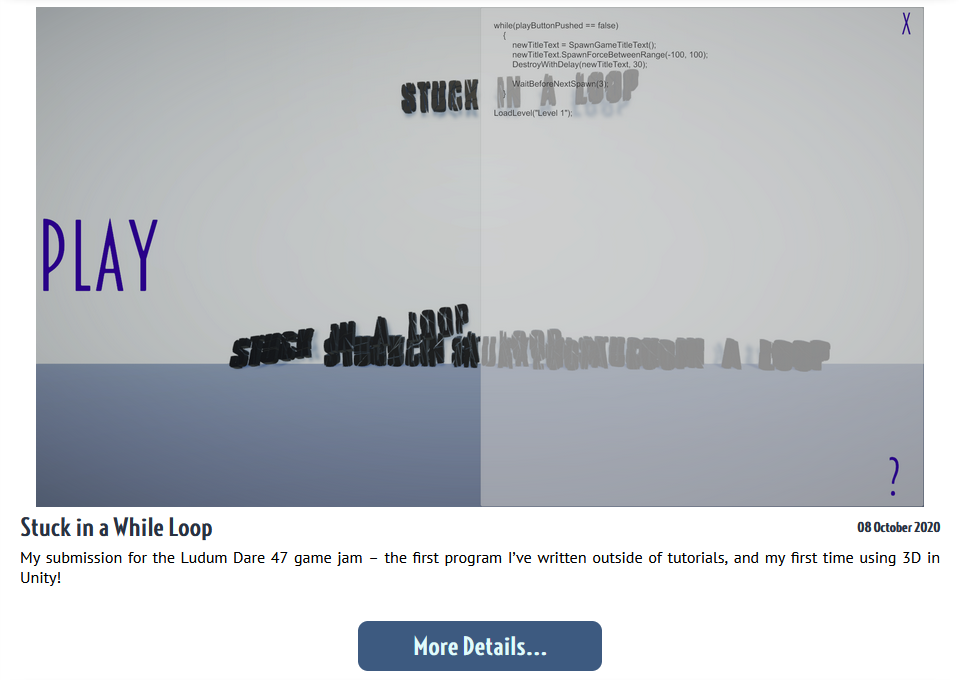 while(playButtonPushed == false)
{
newTitleText = SpawnGameTitleText();
newTitleText.SpawnForceBetweenRange(-100, 100);
DestroyWithDelay(newTitleText, 30);
WaitBeforeNextSpawn(3);
}
LoadLevel("Level 1");
X
STUCK IN A LOOP
PLAY
STUCK IN A LOOP
A LOOP
?
Stuck in a While Loop
08 October 2020
My submission for the Ludum Dare 47 game jam – the first program I've written outside of tutorials, and my first time using 3D in
Unity!
More Details...